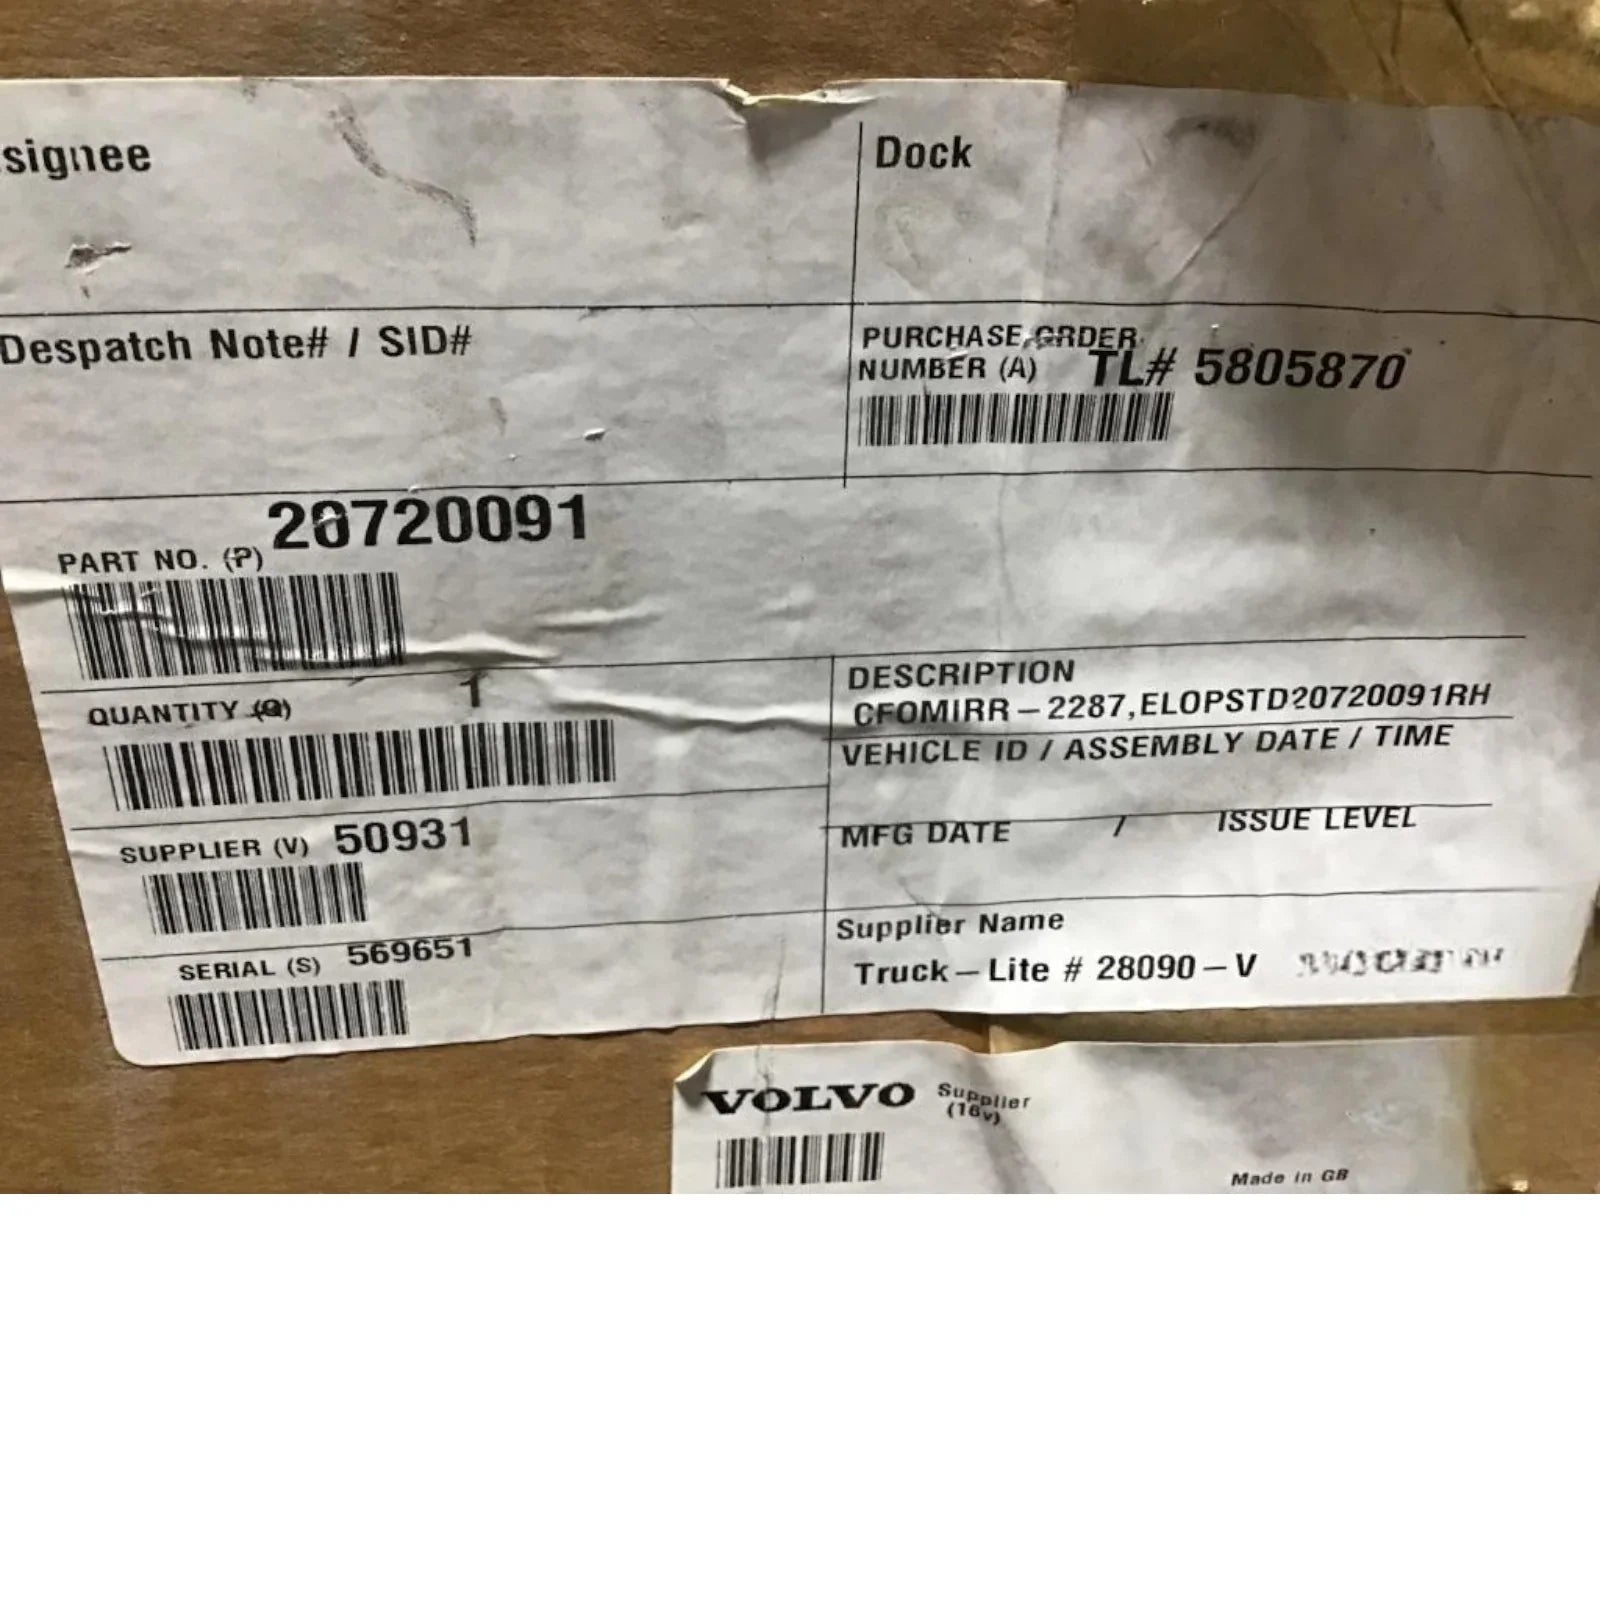 signee
Dock
Despatch Note# / SID#
PURCHASE ORDER
NUMBER (A) TL# 5805870
20720091
PART NO. (P)
QUANTITY (Q) 1
DESCRIPTION
CFOMIRR-2287,ELOPSTD20720091RH
VEHICLE ID / ASSEMBLY DATE / TIME
SUPPLIER (V) 50931
MFG DATE / ISSUE LEVEL
SERIAL (S) 569651
Supplier Name
Truck-Lite # 28090-V
VOLVO Supplier
(16v)
Made in GB